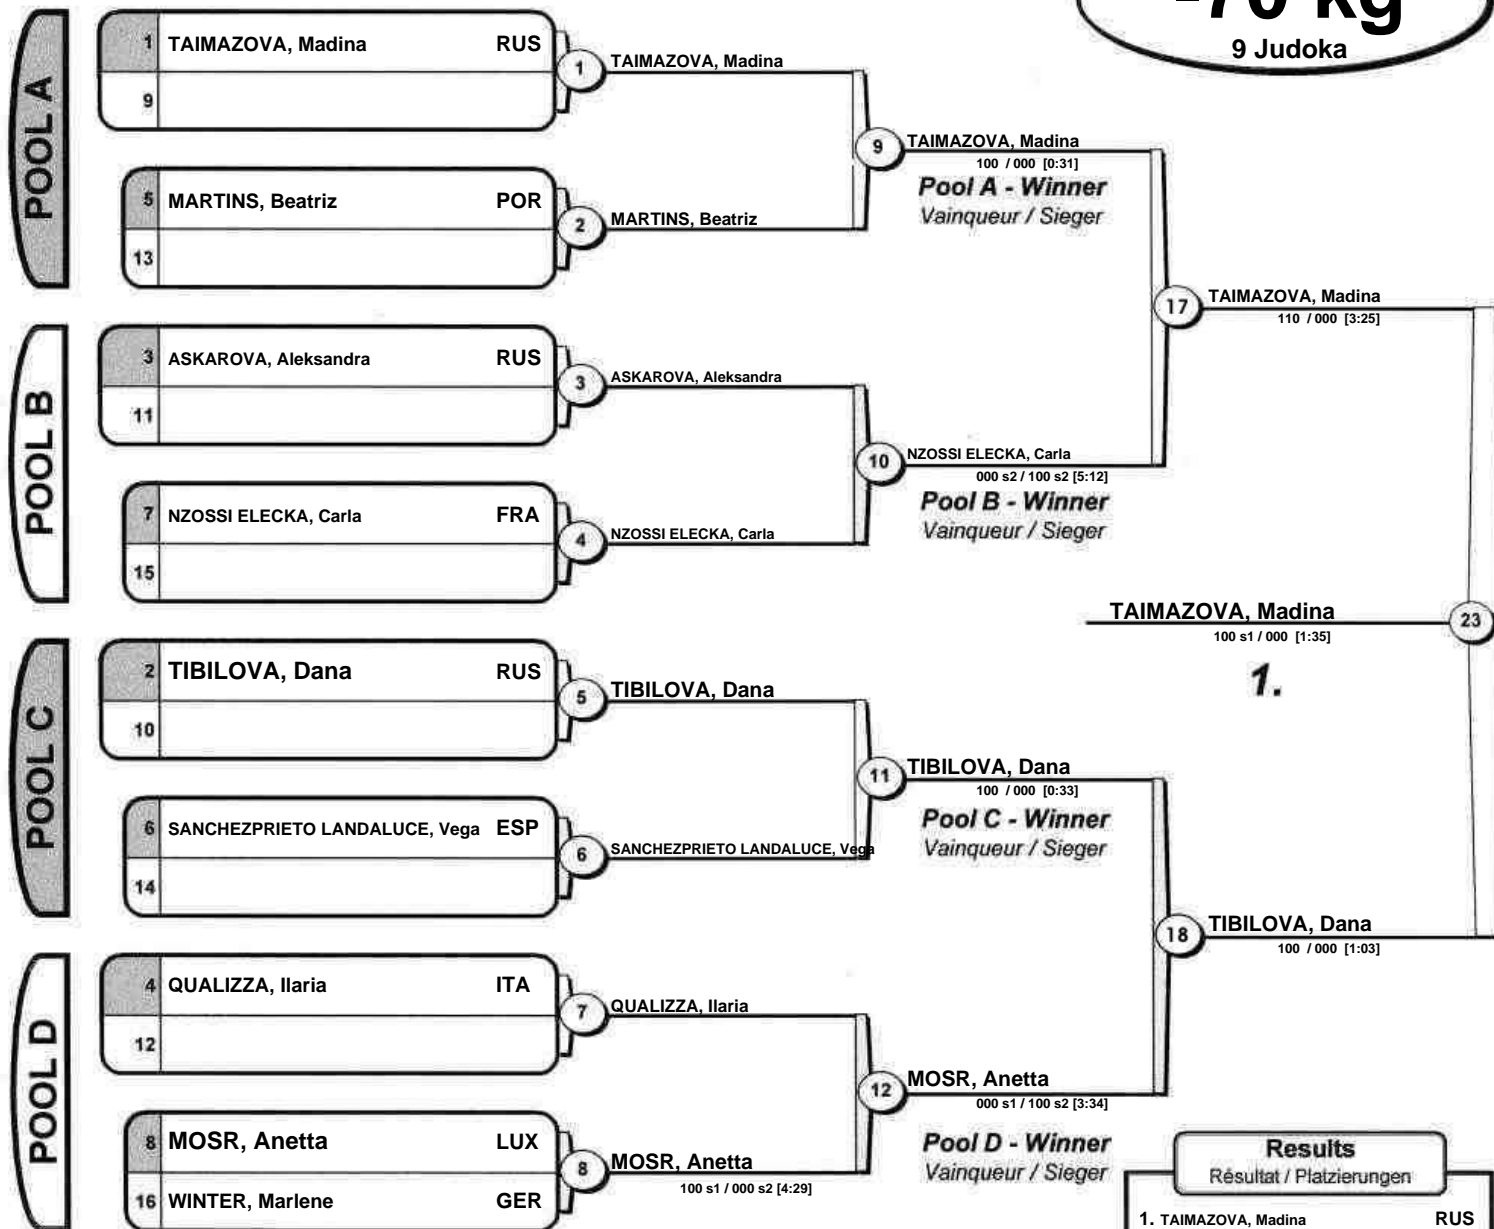 -70 kg
9 Judoka
POOL A
1 TAIMAZOVA, Madina RUS
9
5 MARTINS, Beatriz POR
13
1 TAIMAZOVA, Madina
2 MARTINS, Beatriz
9 TAIMAZOVA, Madina
100 / 000 [0:31]
Pool A - Winner
Vainqueur / Sieger
POOL B
3 ASKAROVA, Aleksandra RUS
11
7 NZOSSI ELECKA, Carla FRA
15
3 ASKAROVA, Aleksandra
4 NZOSSI ELECKA, Carla
10 NZOSSI ELECKA, Carla
000 s2 / 100 s2 [5:12]
Pool B - Winner
Vainqueur / Sieger
17 TAIMAZOVA, Madina
110 / 000 [3:25]
TAIMAZOVA, Madina 23
100 s1 / 000 [1:35]
1.
POOL C
2 TIBILOVA, Dana RUS
10
6 SANCHEZPRIETO LANDALUCE, Vega ESP
14
5 TIBILOVA, Dana
6 SANCHEZPRIETO LANDALUCE, Vega
11 TIBILOVA, Dana
100 / 000 [0:33]
Pool C - Winner
Vainqueur / Sieger
18 TIBILOVA, Dana
100 / 000 [1:03]
POOL D
4 QUALIZZA, Ilaria ITA
12
8 MOSR, Anetta LUX
16 WINTER, Marlene GER
7 QUALIZZA, Ilaria
8 MOSR, Anetta
100 s1 / 000 s2 [4:29]
12 MOSR, Anetta
000 s1 / 100 s2 [3:34]
Pool D - Winner
Vainqueur / Sieger
Results
Résultat / Platzierungen
1. TAIMAZOVA, Madina RUS